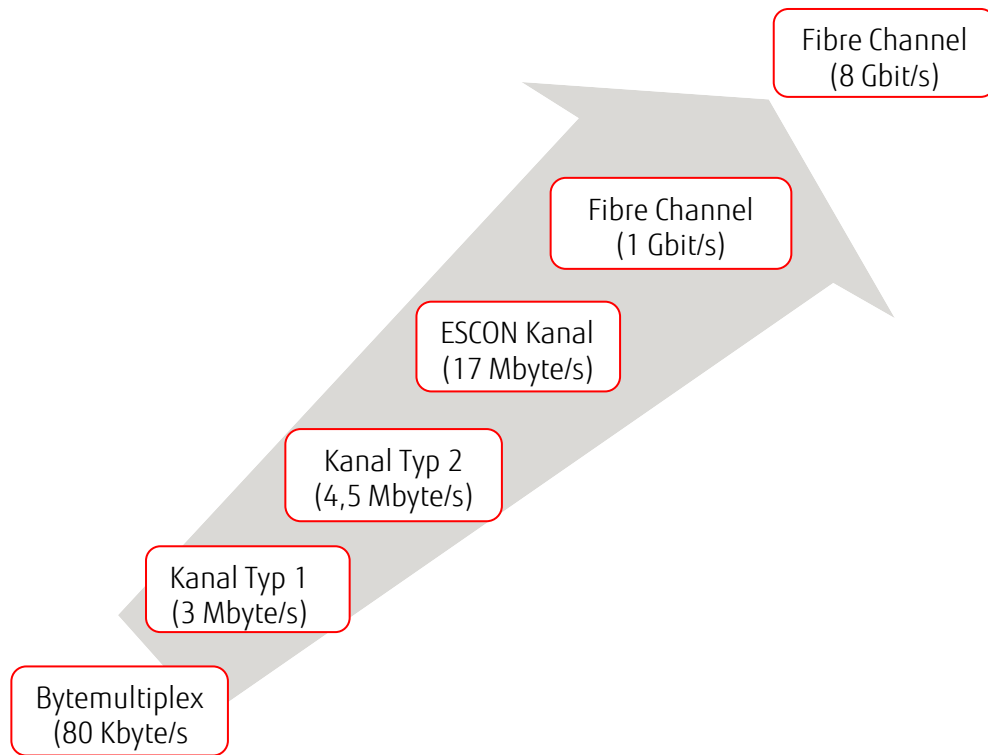 Fibre Channel
(8 Gbit/s)
Fibre Channel
(1 Gbit/s)
ESCON Kanal
(17 Mbyte/s)
Kanal Typ 2
(4,5 Mbyte/s)
Kanal Typ 1
(3 Mbyte/s)
Bytemultiplex
(80 Kbyte/s